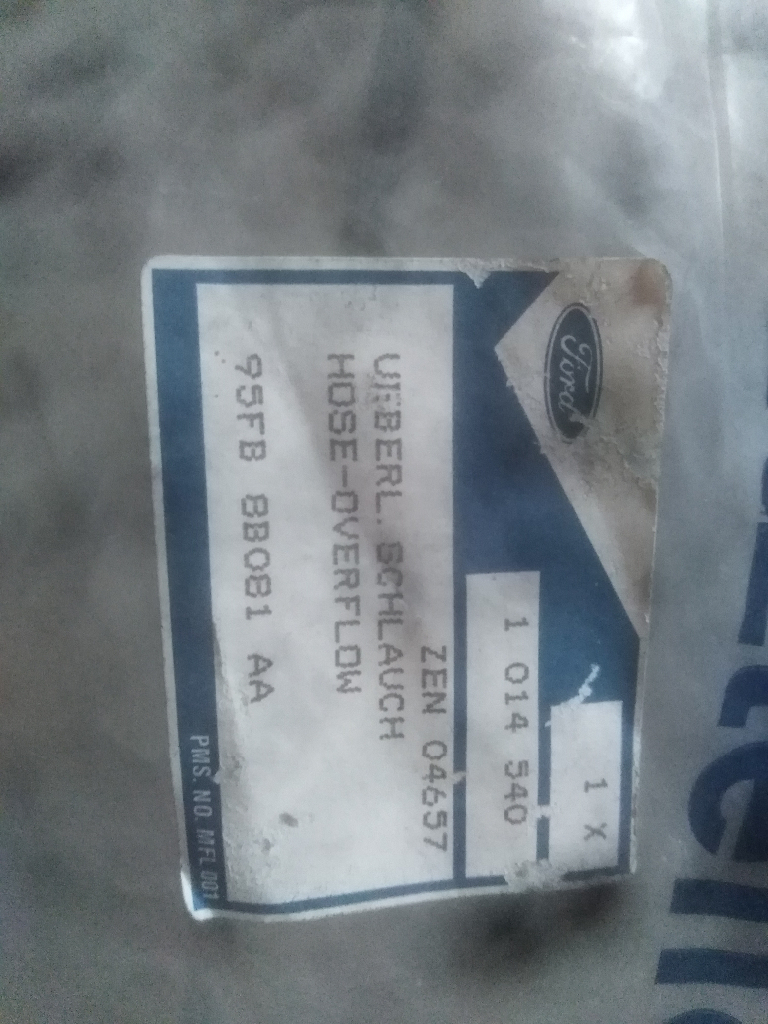 Ford
1 X
1 014 540
ZEN 04657
UEBERL. SCHLAUCH
HOSE-OVERFLOW
95FB 8B081 AA
PMS. NO. MFL 001